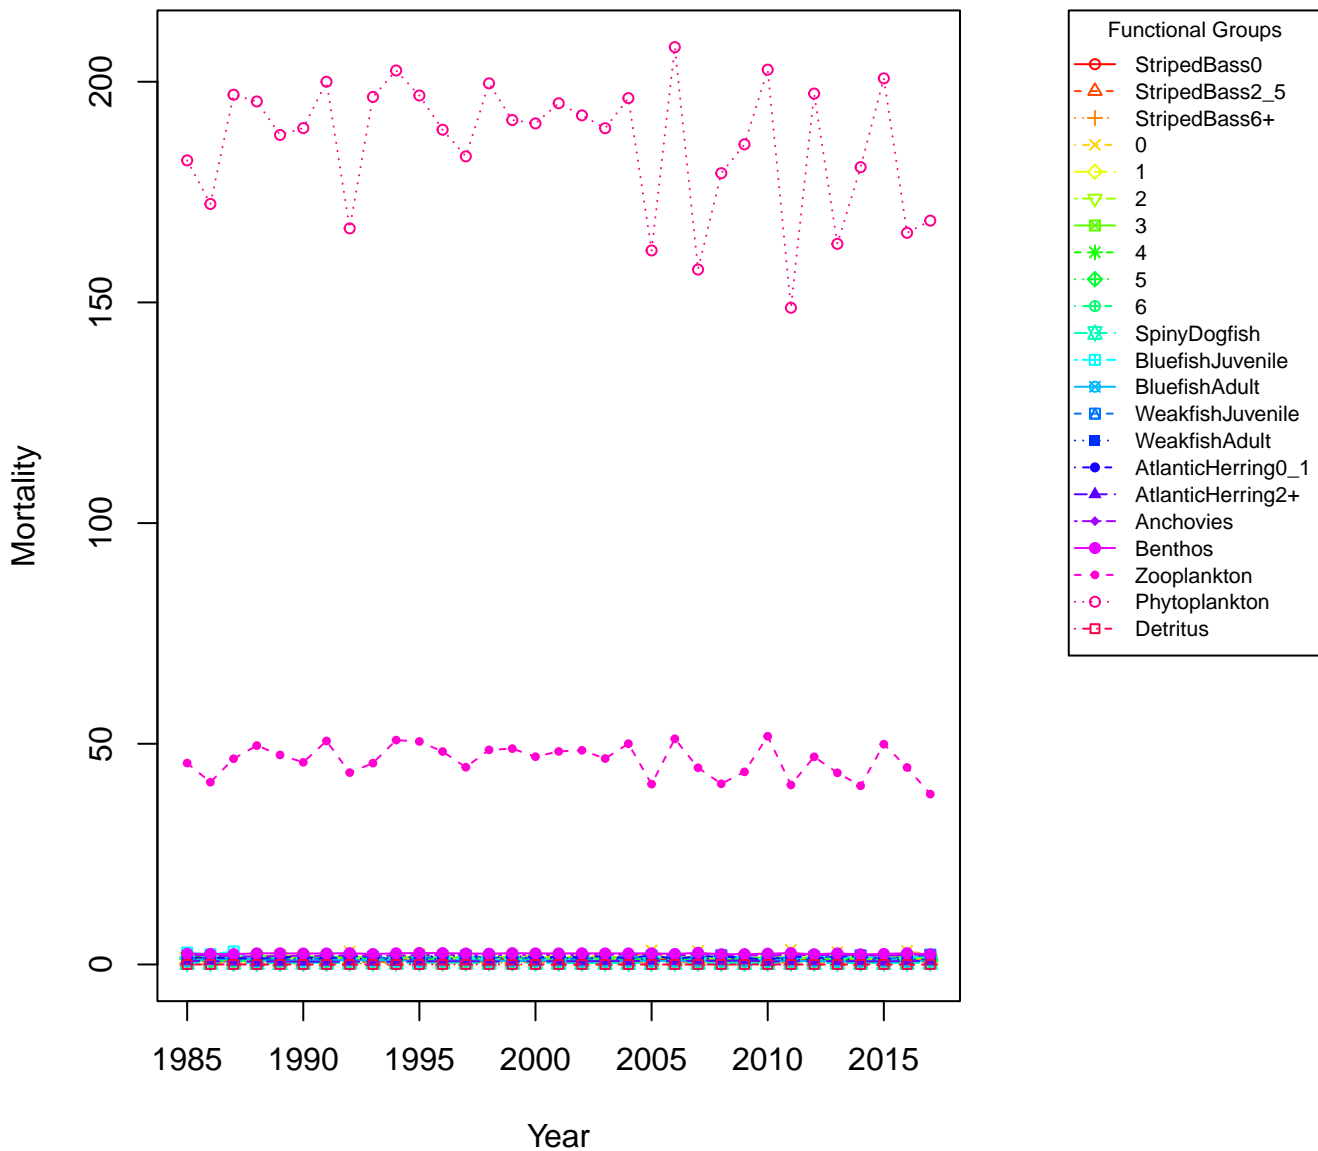 Mortality
0
50
100
150
200
1985
1990
1995
2000
2005
2010
2015
Year
Functional Groups
StripedBass0
StripedBass2_5
StripedBass6+
0
1
2
3
4
5
6
SpinyDogfish
BluefishJuvenile
BluefishAdult
WeakfishJuvenile
WeakfishAdult
AtlanticHerring0_1
AtlanticHerring2+
Anchovies
Benthos
Zooplankton
Phytoplankton
Detritus